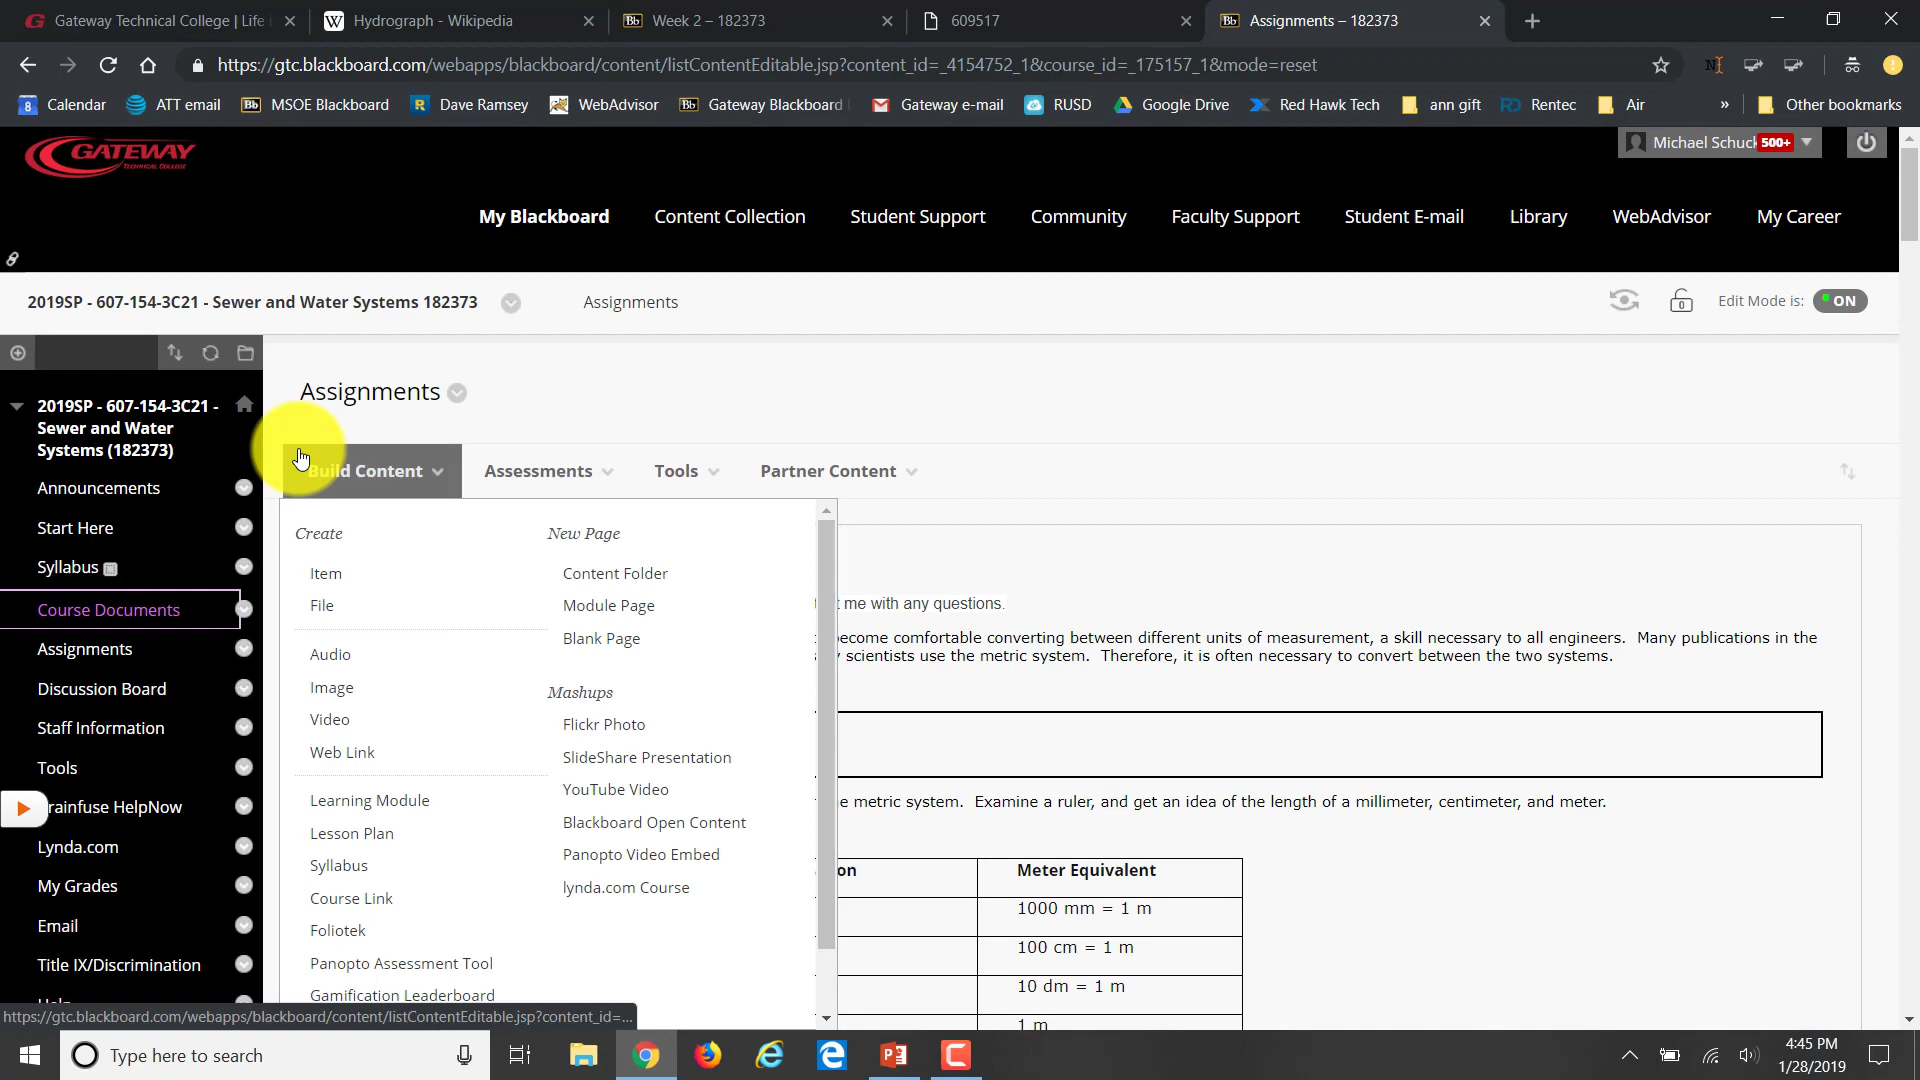 Gateway Technical College | Life i
Hydrograph - Wikipedia
Week 2 – 182373
609517
Assignments – 182373
https://gtc.blackboard.com/webapps/blackboard/content/listContentEditable.jsp?content_id=_4154752_1&course_id=_175157_1&mode=reset
Calendar
ATT email
MSOE Blackboard
Dave Ramsey
WebAdvisor
Gateway Blackboard
Gateway e-mail
RUSD
Google Drive
Red Hawk Tech
ann gift
Rentec
Air
»
Other bookmarks
GATEWAY
TECHNICAL COLLEGE
Michael Schuck
500+
My Blackboard
Content Collection
Student Support
Community
Faculty Support
Student E-mail
Library
WebAdvisor
My Career
2019SP - 607-154-3C21 - Sewer and Water Systems 182373
Assignments
Edit Mode is:
ON
2019SP - 607-154-3C21 -
Sewer and Water
Systems (182373)
Announcements
Start Here
Syllabus
Course Documents
Assignments
Discussion Board
Staff Information
Tools
rainfuse HelpNow
Lynda.com
My Grades
Email
Title IX/Discrimination
Help
Assignments
Build Content
Assessments
Tools
Partner Content
Create
Item
File
Audio
Image
Video
Web Link
Learning Module
Lesson Plan
Syllabus
Course Link
Foliotek
Panopto Assessment Tool
Gamification Leaderboard
New Page
Content Folder
Module Page
Blank Page
Mashups
Flickr Photo
SlideShare Presentation
YouTube Video
Blackboard Open Content
Panopto Video Embed
lynda.com Course
t me with any questions.
become comfortable converting between different units of measurement, a skill necessary to all engineers. Many publications in the
scientists use the metric system. Therefore, it is often necessary to convert between the two systems.
e metric system. Examine a ruler, and get an idea of the length of a millimeter, centimeter, and meter.
on
Meter Equivalent
1000 mm = 1 m
100 cm = 1 m
10 dm = 1 m
1 m
https://gtc.blackboard.com/webapps/blackboard/content/listContentEditable.jsp?content_id=...
Type here to search
4:45 PM
1/28/2019